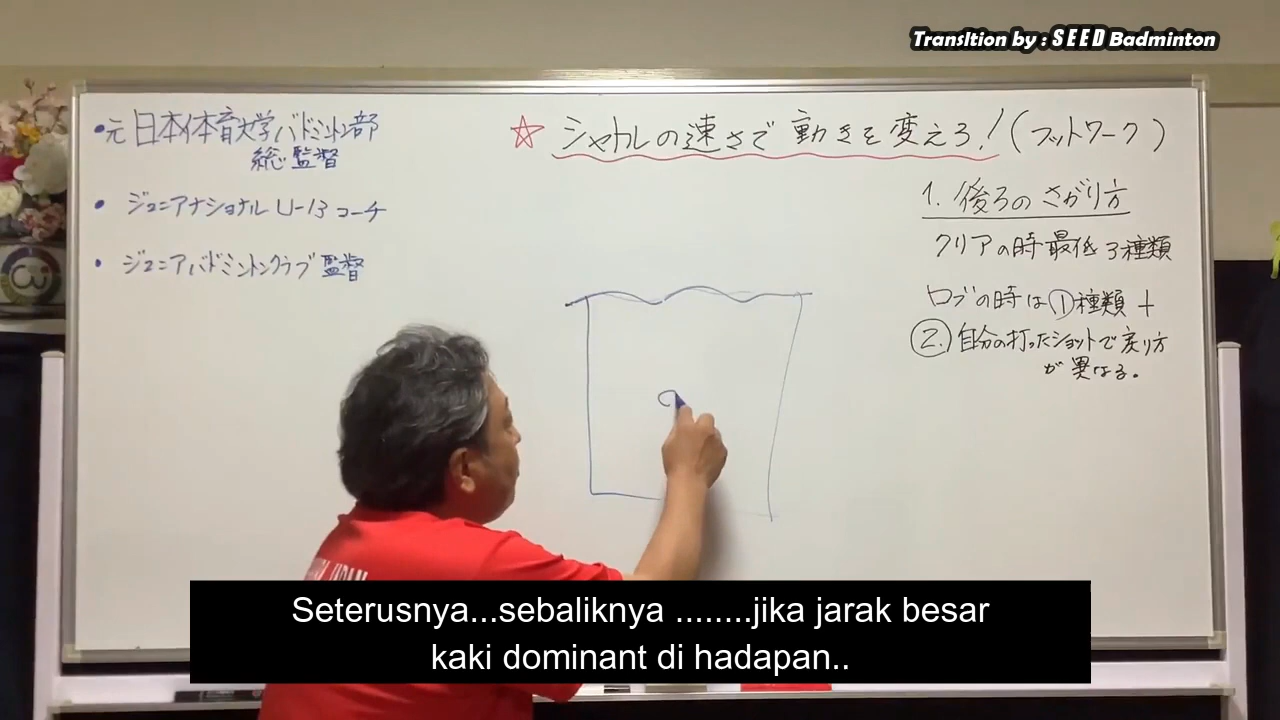 Transltion by : SEED Badminton
•元 日本体育大学バドミントン部
総監督
• ジュニアナショナル U-13 コーチ
• ジュニアバドミントンクラブ 監督
☆ シャトルの速さで 動きを変えろ!(フットワーク)
1. 後ろの さがり方
クリアの時 最低 3種類
ロブの時は①種類 +
②.自分の打ったショットで戻り方
が 異なる。
JAPAN
Seterusnya...sebaliknya ........jika jarak besar
kaki dominant di hadapan..